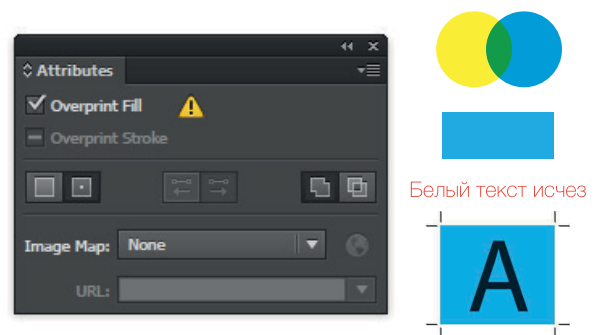 Attributes
Overprint Fill
Overprint Stroke
Image Map: None
URL:
Белый текст исчез
A